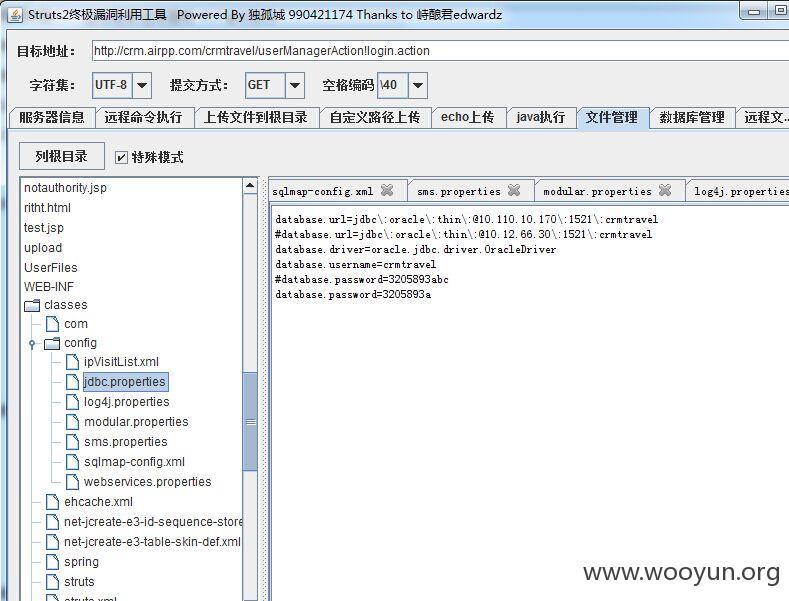 Struts2终极漏洞利用工具 Powered By 独孤城 990421174 Thanks to 峙酿君edwardz
目标地址： http://crm.airpp.com/crmtravel/userManagerAction!login.action
字符集： UTF-8 提交方式： GET 空格编码 \40
服务器信息 远程命令执行 上传文件到根目录 自定义路径上传 echo上传 java执行 文件管理 数据库管理 远程文...
列根目录 特殊模式
notauthority.jsp
ritht.html
test.jsp
upload
UserFiles
WEB-INF
classes
com
config
ipVisitList.xml
jdbc.properties
log4j.properties
modular.properties
sms.properties
sqlmap-config.xml
webservices.properties
ehcache.xml
net-jcreate-e3-id-sequence-store
net-jcreate-e3-table-skin-def.xml
spring
struts
struts.xml
sqlmap-config.xml sms.properties modular.properties log4j.properties
database.url=jdbc\:oracle\:thin\:@10.110.10.170\:1521\:crmtravel
#database.url=jdbc\:oracle\:thin\:@10.12.66.30\:1521\:crmtravel
database.driver=oracle.jdbc.driver.OracleDriver
database.username=crmtravel
#database.password=3205893abc
database.password=3205893a
www.wooyun.org